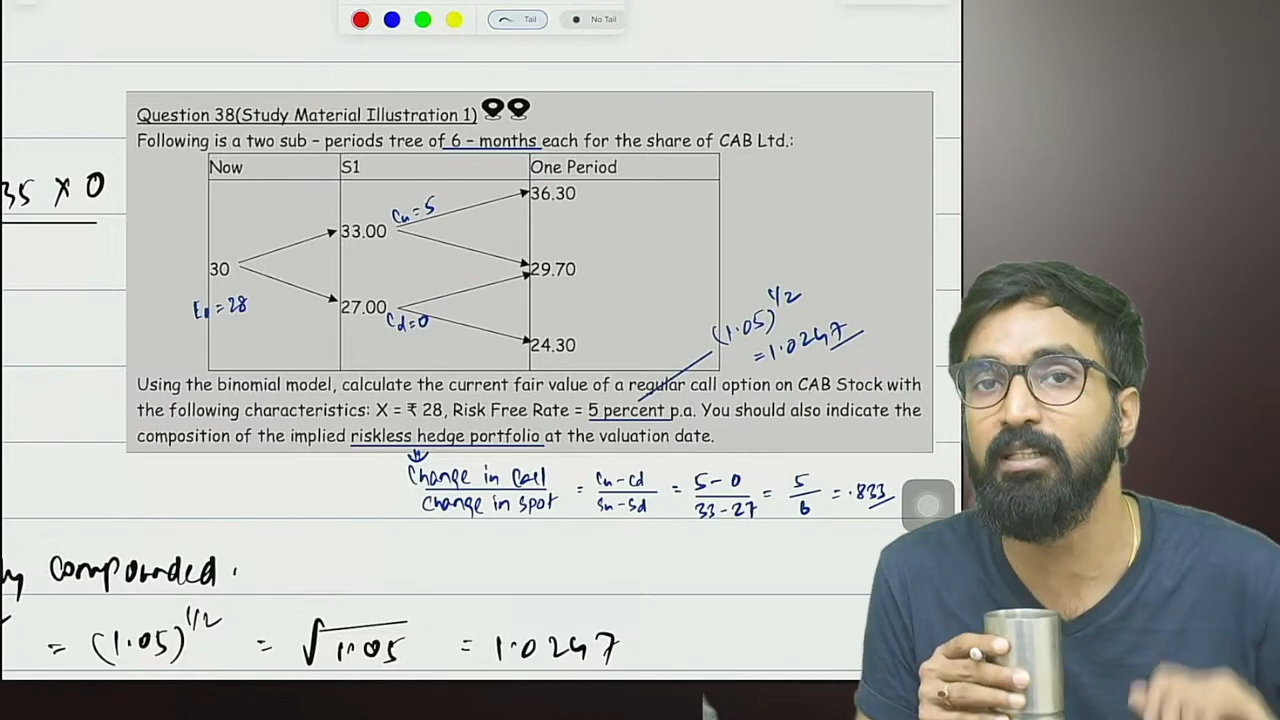 Tail
No Tail
Question 38(Study Material Illustration 1)
Following is a two sub – periods tree of 6 – months each for the share of CAB Ltd.:
Now S1 One Period
36.30
Cu = 5
33.00
35 × 0
30 29.70
E0 = 28
27.00
Cd = 0
24.30
(1.05)^1/2
= 1.0247
Using the binomial model, calculate the current fair value of a regular call option on CAB Stock with
the following characteristics: X = ₹ 28, Risk Free Rate = 5 percent p.a. You should also indicate the
composition of the implied riskless hedge portfolio at the valuation date.
Change in Call / Change in spot = Cu - Cd / Su - Sd = 5 - 0 / 33 - 27 = 5 / 6 = .833
compounded.
= (1.05)^1/2 = √1.05 = 1.0247